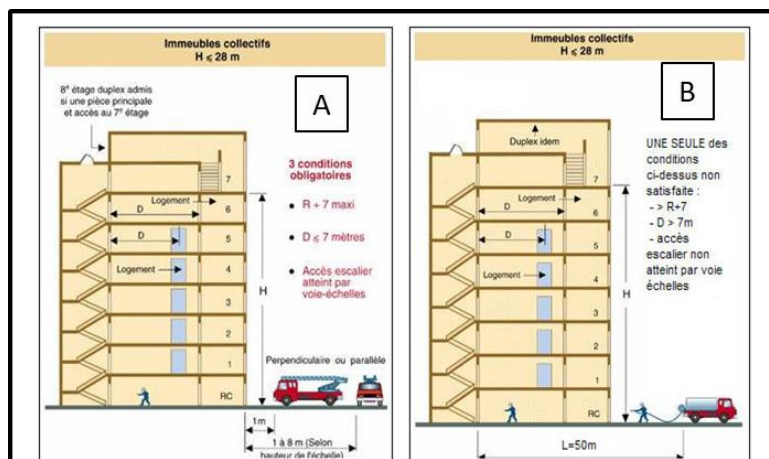 Immeubles collectifs
H ⩽ 28 m
A
8e étage duplex admis
si une pièce principale
et accès au 7e étage
3 conditions
obligatoires
• R + 7 maxi
• D ⩽ 7 mètres
• Accès escalier
atteint par
voie-échelles
7
Logement
D
6
D
5
Logement
4
3
H
2
1
Perpendiculaire ou parallèle
RC
1m
1 à 8 m (Selon
hauteur de l'échelle)
Immeubles collectifs
H ⩽ 28 m
B
Duplex idem
UNE SEULE des
conditions
ci-dessus non
satisfaite :
- > R+7
- D > 7m
- accès
escalier non
atteint par voie
échelles
7
Logement
D
6
D
5
Logement
4
H
3
2
1
RC
L=50m